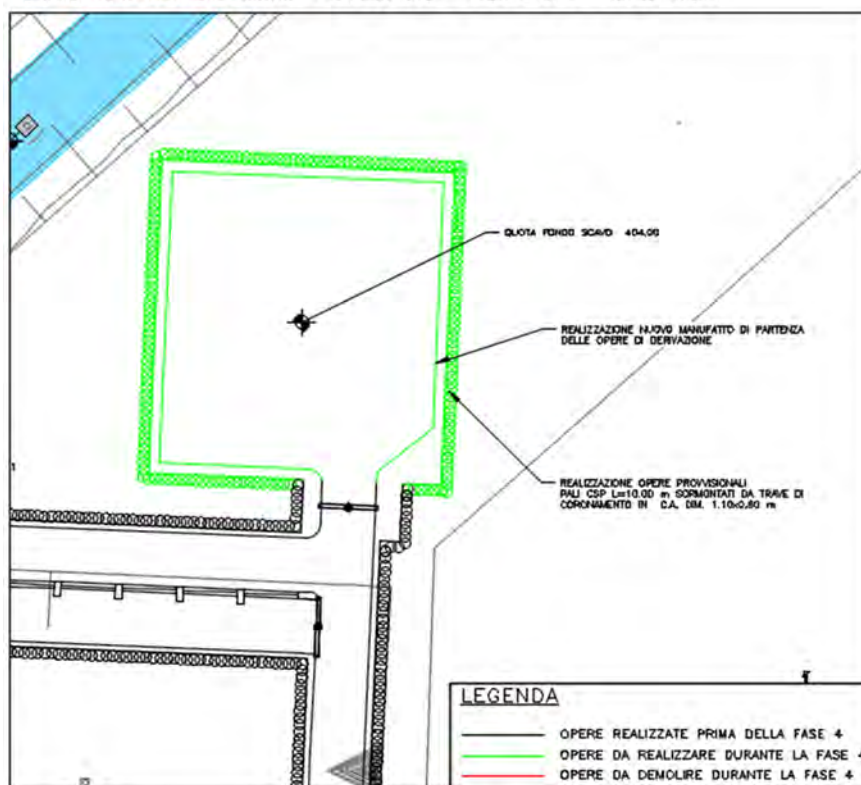 QUOTA FONDO SCAVO 404,00
REALIZZAZIONE NUOVO MANUFATTO DI PARTENZA
DELLE OPERE DI DERIVAZIONE
REALIZZAZIONE OPERE PROVVISIONALI
PALI CSP L=10.00 m SORMONTATI DA TRAVE DI
CORONAMENTO IN C.A. DIM. 1.10x0.80 m
LEGENDA
OPERE REALIZZATE PRIMA DELLA FASE 4
OPERE DA REALIZZARE DURANTE LA FASE 4
OPERE DA DEMOLIRE DURANTE LA FASE 4